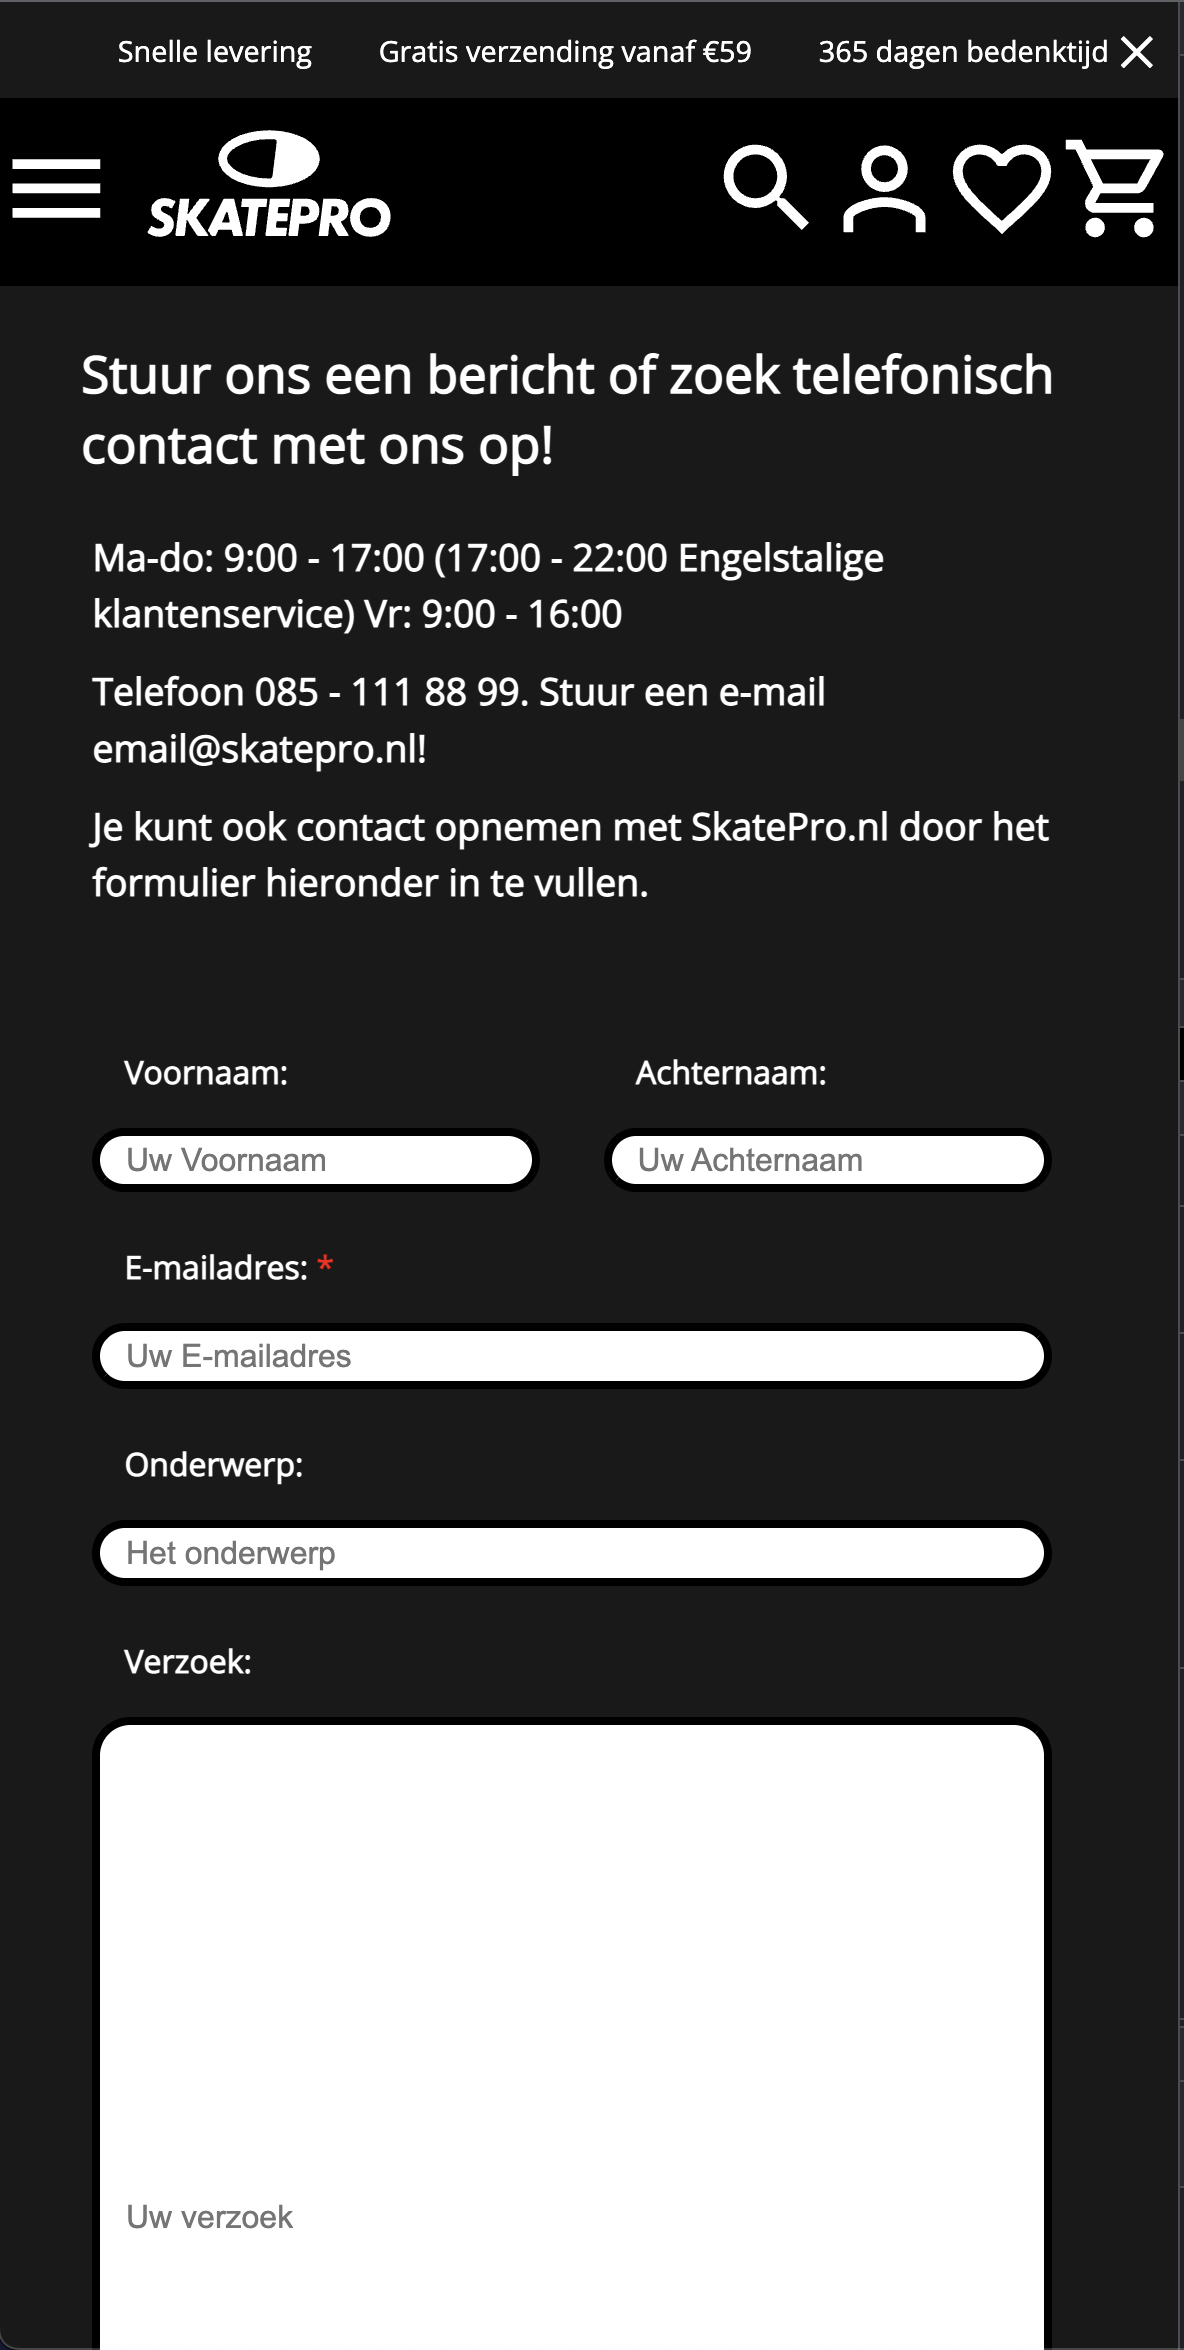 Snelle levering Gratis verzending vanaf €59 365 dagen bedenktijd
SKATEPRO
Stuur ons een bericht of zoek telefonisch
contact met ons op!
Ma-do: 9:00 - 17:00 (17:00 - 22:00 Engelstalige
klantenservice) Vr: 9:00 - 16:00
Telefoon 085 - 111 88 99. Stuur een e-mail
email@skatepro.nl!
Je kunt ook contact opnemen met SkatePro.nl door het
formulier hieronder in te vullen.
Voornaam: Achternaam:
Uw Voornaam Uw Achternaam
E-mailadres: *
Uw E-mailadres
Onderwerp:
Het onderwerp
Verzoek:
Uw verzoek